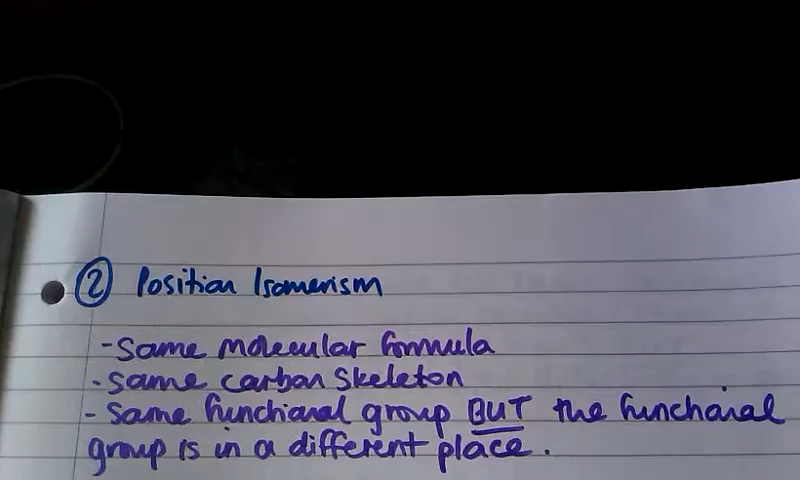 ② Position Isomerism
- Same molecular formula
- Same carbon skeleton
- Same functional group BUT the functional
group is in a different place.